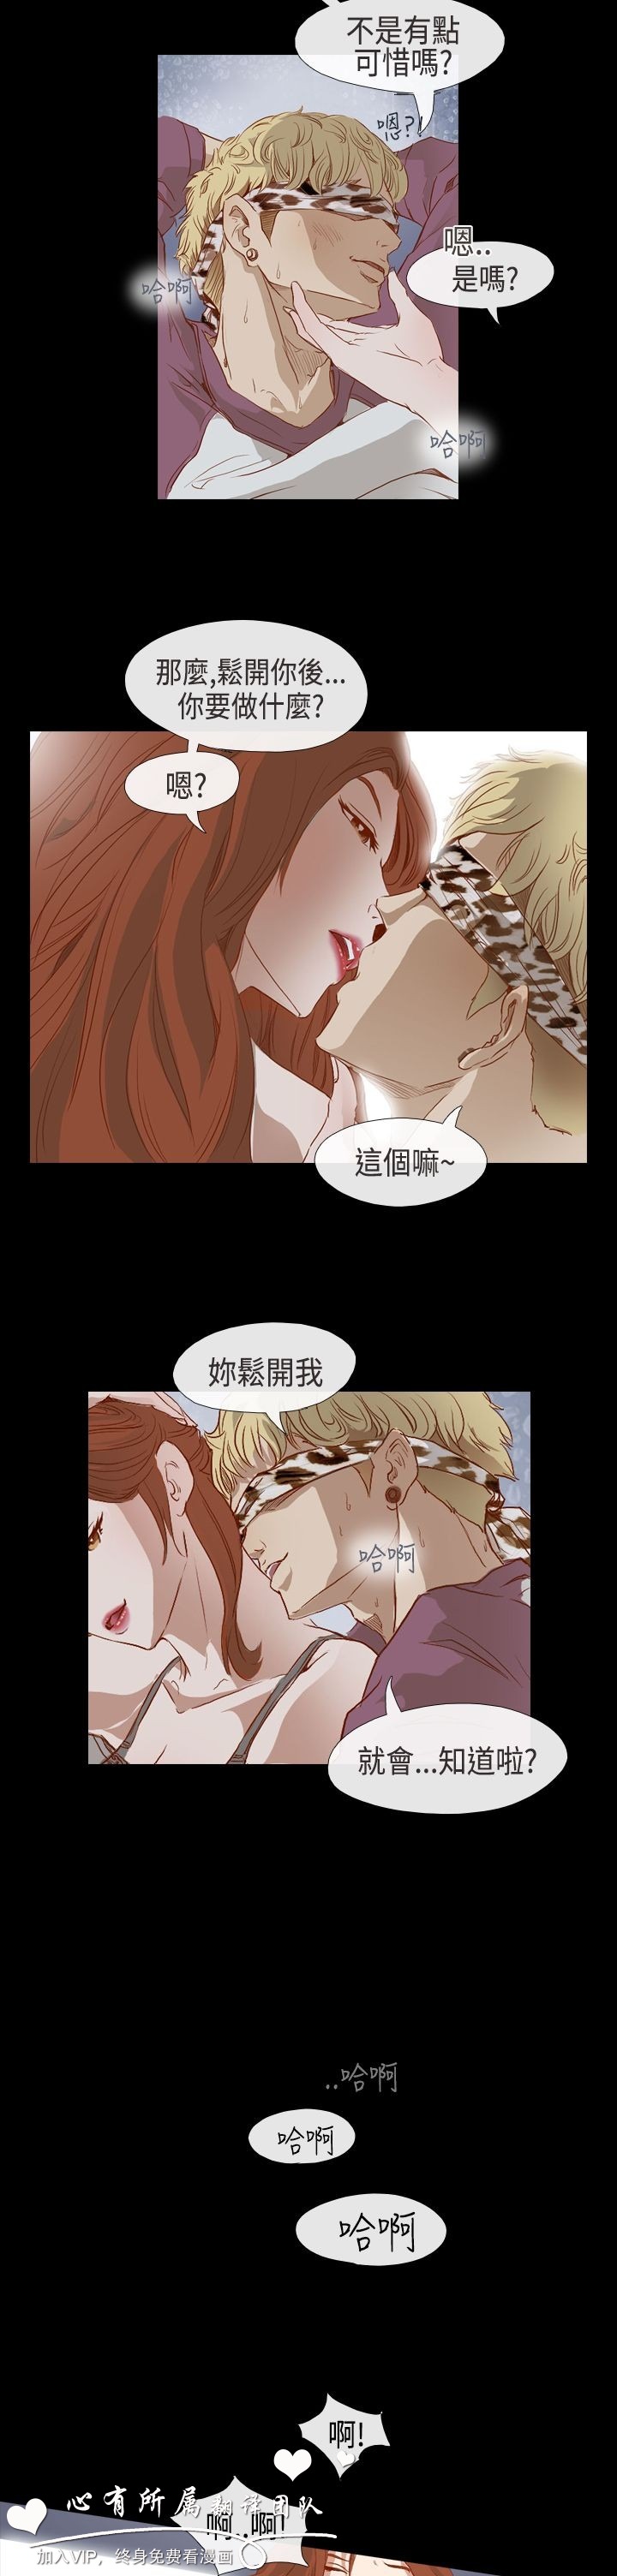 不是有點
可惜嗎?
嗯?!
嗯..
是嗎?
哈啊
哈啊
那麼,鬆開你後...
你要做什麼?
嗯?
這個嘛~
妳鬆開我
哈啊
就會...知道啦?
..哈啊
哈啊
哈啊
啊!
啊..啊!
心有所属翻译团队
加入VIP，终身免费看漫画